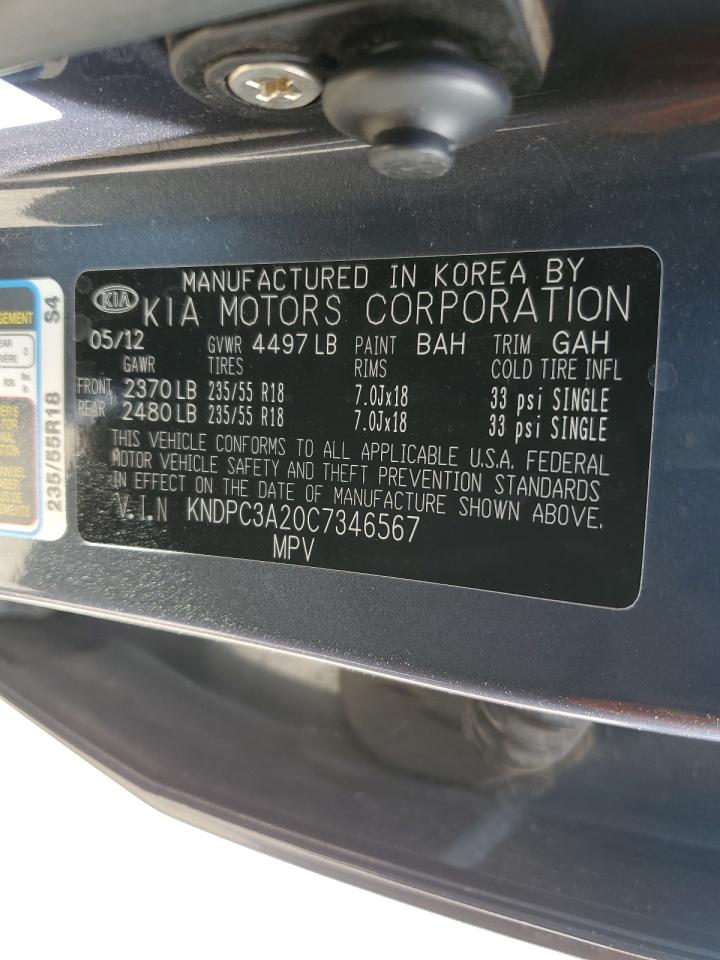 MANUFACTURED IN KOREA BY
KIA KIA MOTORS CORPORATION
05/12 GVWR 4497 LB PAINT BAH TRIM GAH
GAWR TIRES RIMS COLD TIRE INFL
FRONT 2370 LB 235/55 R18 7.0Jx18 33 psi SINGLE
REAR 2480 LB 235/55 R18 7.0Jx18 33 psi SINGLE
THIS VEHICLE CONFORMS TO ALL APPLICABLE U.S.A. FEDERAL
MOTOR VEHICLE SAFETY AND THEFT PREVENTION STANDARDS
IN EFFECT ON THE DATE OF MANUFACTURE SHOWN ABOVE.
V.I.N KNDPC3A20C7346567
MPV
235/55R18 S4